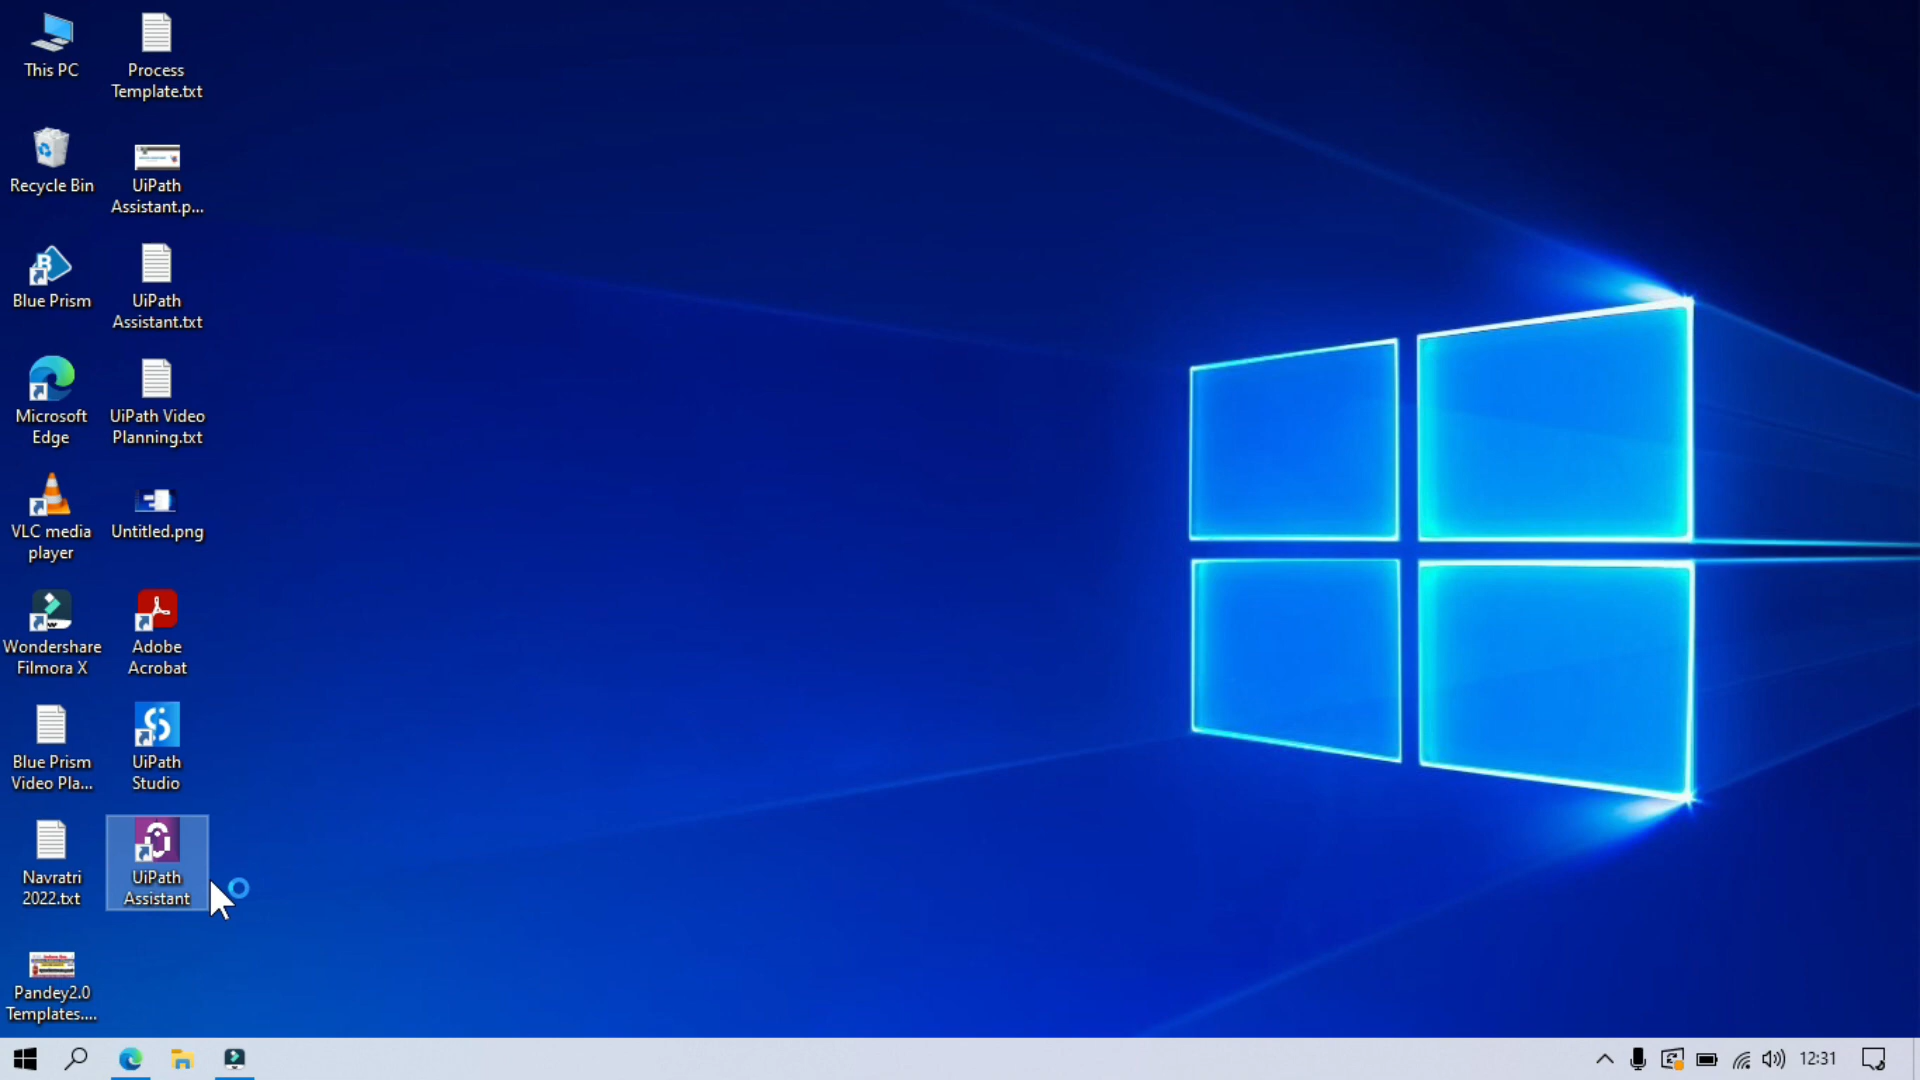 This PC
Process
Template.txt
Recycle Bin
UiPath
Assistant.p...
Blue Prism
UiPath
Assistant.txt
Microsoft
Edge
UiPath Video
Planning.txt
VLC media
player
Untitled.png
Wondershare
Filmora X
Adobe
Acrobat
Blue Prism
Video Pla...
UiPath
Studio
Navratri
2022.txt
UiPath
Assistant
Pandey2.0
Templates....
12:31